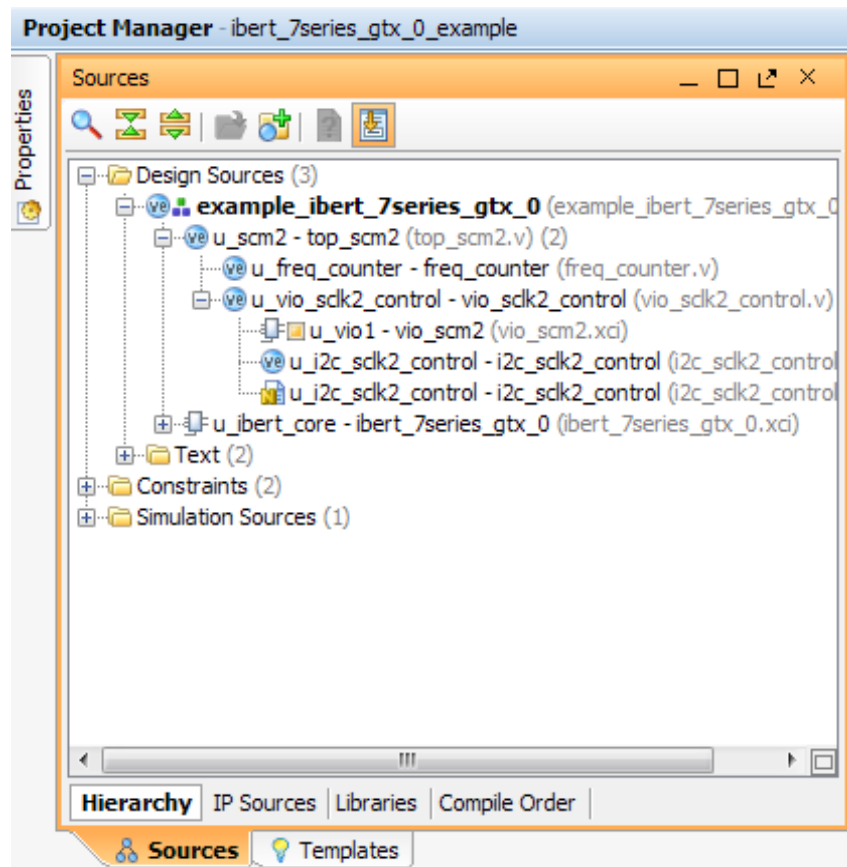 Project Manager - ibert_7series_gtx_0_example
Properties
Sources
Design Sources (3)
example_ibert_7series_gtx_0 (example_ibert_7series_gtx_0
u_scm2 - top_scm2 (top_scm2.v) (2)
u_freq_counter - freq_counter (freq_counter.v)
u_vio_sclk2_control - vio_sclk2_control (vio_sclk2_control.v)
u_vio1 - vio_scm2 (vio_scm2.xci)
u_i2c_sclk2_control - i2c_sclk2_control (i2c_sclk2_control
u_i2c_sclk2_control - i2c_sclk2_control (i2c_sclk2_control
u_ibert_core - ibert_7series_gtx_0 (ibert_7series_gtx_0.xci)
Text (2)
Constraints (2)
Simulation Sources (1)
Hierarchy IP Sources Libraries Compile Order
Sources Templates